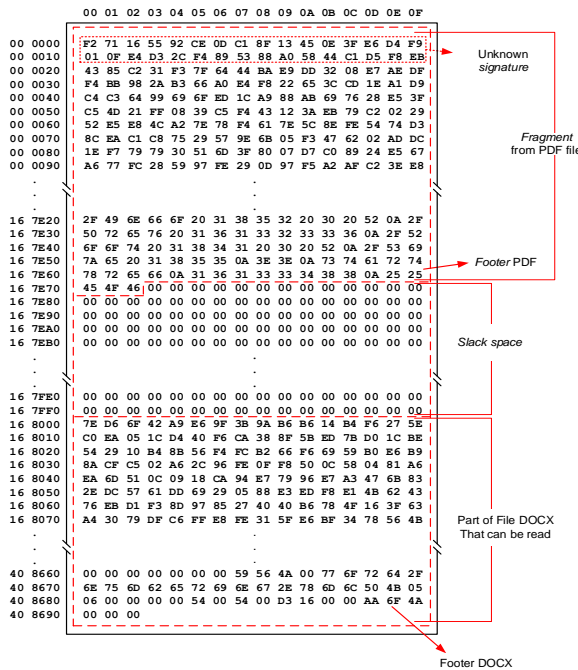 00 01 02 03 04 05 06 07 08 09 0A 0B 0C 0D 0E 0F
00 0000 F2 71 16 55 92 CE 0D C1 8F 13 45 0E 3F E6 D4 F9
00 0010 01 0F E4 D3 2C F4 89 53 88 A0 58 44 C1 D5 F8 EB
00 0020 43 85 C2 31 F3 7F 64 44 BA E9 DD 32 08 E7 AE DF
00 0030 F4 BB 98 2A B3 66 A0 E4 F8 22 65 3C CD 1E A1 D9
00 0040 C4 C3 64 99 69 6F ED 1C A9 88 AB 69 76 28 E5 3F
00 0050 C5 4D 21 FF 08 39 C5 F4 43 12 3A EB 79 C2 02 29
00 0060 52 E5 E8 4C A2 7E 78 F4 61 7E 5C 8E FE 54 74 D3
00 0070 8C EA C1 C8 75 29 57 9E 6B 05 F3 47 62 02 AD DC
00 0080 1E F7 79 79 30 51 6D 3F 80 07 D7 C0 89 24 E5 67
00 0090 A6 77 FC 28 59 97 FE 29 0D 97 F5 A2 AF C2 3E E8
Unknown
signature
Fragment
from PDF file
16 7E20 2F 49 6E 66 6F 20 31 38 35 32 20 30 20 52 0A 2F
16 7E30 50 72 65 76 20 31 36 31 33 32 33 33 36 0A 2F 52
16 7E40 6F 6F 74 20 31 38 34 31 20 30 20 52 0A 2F 53 69
16 7E50 7A 65 20 31 38 35 35 0A 3E 3E 0A 73 74 61 72 74
16 7E60 78 72 65 66 0A 31 36 31 33 33 34 38 38 0A 25 25
16 7E70 45 4F 46 00 00 00 00 00 00 00 00 00 00 00 00 00
16 7E80 00 00 00 00 00 00 00 00 00 00 00 00 00 00 00 00
16 7E90 00 00 00 00 00 00 00 00 00 00 00 00 00 00 00 00
16 7EA0 00 00 00 00 00 00 00 00 00 00 00 00 00 00 00 00
16 7EB0 00 00 00 00 00 00 00 00 00 00 00 00 00 00 00 00
Footer PDF
Slack space
16 7FE0 00 00 00 00 00 00 00 00 00 00 00 00 00 00 00 00
16 7FF0 00 00 00 00 00 00 00 00 00 00 00 00 00 00 00 00
16 8000 7E D6 6F 42 A9 E6 9F 3B 9A B6 B6 14 B4 F6 27 5E
16 8010 C0 EA 05 1C D4 40 F6 CA 38 8F 5B ED 7B D0 1C BE
16 8020 54 29 10 B4 8B 56 F4 FC B2 66 F6 69 59 B0 E6 B9
16 8030 8A CF C5 02 A6 2C 96 FE 0F F8 50 0C 58 04 81 A6
16 8040 EA 6D 51 0C 09 18 CA 94 E7 79 96 E7 A3 47 6B 83
16 8050 2E DC 57 61 DD 69 29 05 88 E3 ED F8 E1 4B 62 43
16 8060 76 EB D1 F3 8D 97 85 27 40 40 B6 78 4F 16 3F 63
16 8070 A4 30 79 DF C6 FF E8 FE 31 5F E6 BF 34 78 56 4B
Part of File DOCX
That can be read
40 8660 00 00 00 00 00 00 59 56 4A 00 77 6F 72 64 2F
40 8670 6E 75 6D 62 65 72 69 6E 67 2E 78 6D 6C 50 4B 05
40 8680 06 00 00 00 00 54 00 54 00 D3 16 00 00 AA 6F 4A
40 8690 00 00 00
Footer DOCX